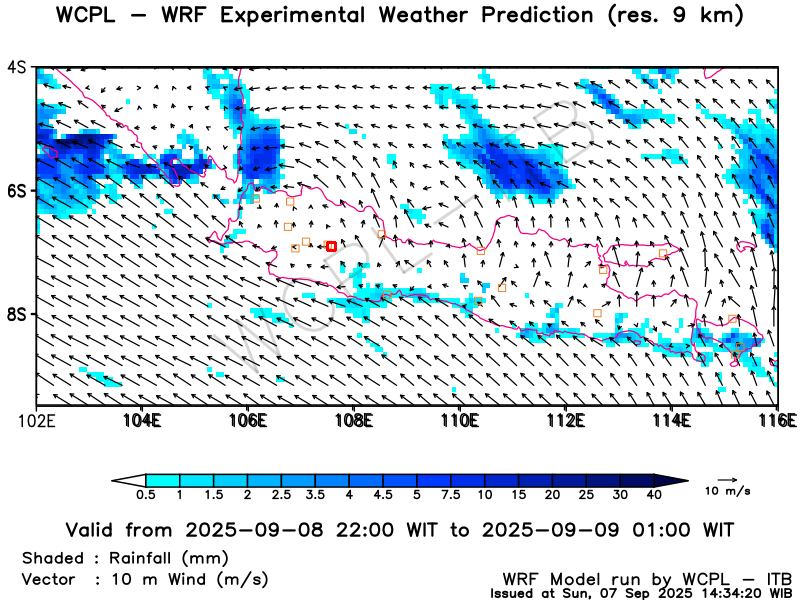 WCPL – WRF Experimental Weather Prediction (res. 9 km)
4S
6S
8S
WCPL-ITB
102E 104E 106E 108E 110E 112E 114E 116E
0.5 1 1.5 2 2.5 3.5 4 4.5 5 7.5 10 15 20 25 30 40
10 m/s
Valid from 2025-09-08 22:00 WIT to 2025-09-09 01:00 WIT
Shaded : Rainfall (mm)
Vector : 10 m Wind (m/s)
WRF Model run by WCPL – ITB
Issued at Sun, 07 Sep 2025 14:34:20 WIB